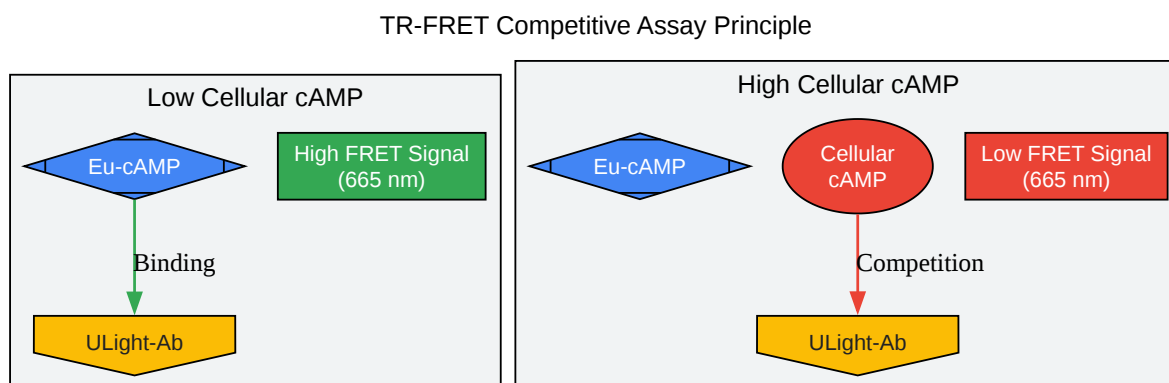 TR-FRET Competitive Assay Principle
Low Cellular cAMP
Eu-cAMP
High FRET Signal
(665 nm)
Binding
ULight-Ab
High Cellular cAMP
Eu-cAMP
Cellular
cAMP
Low FRET Signal
(665 nm)
Competition
ULight-Ab